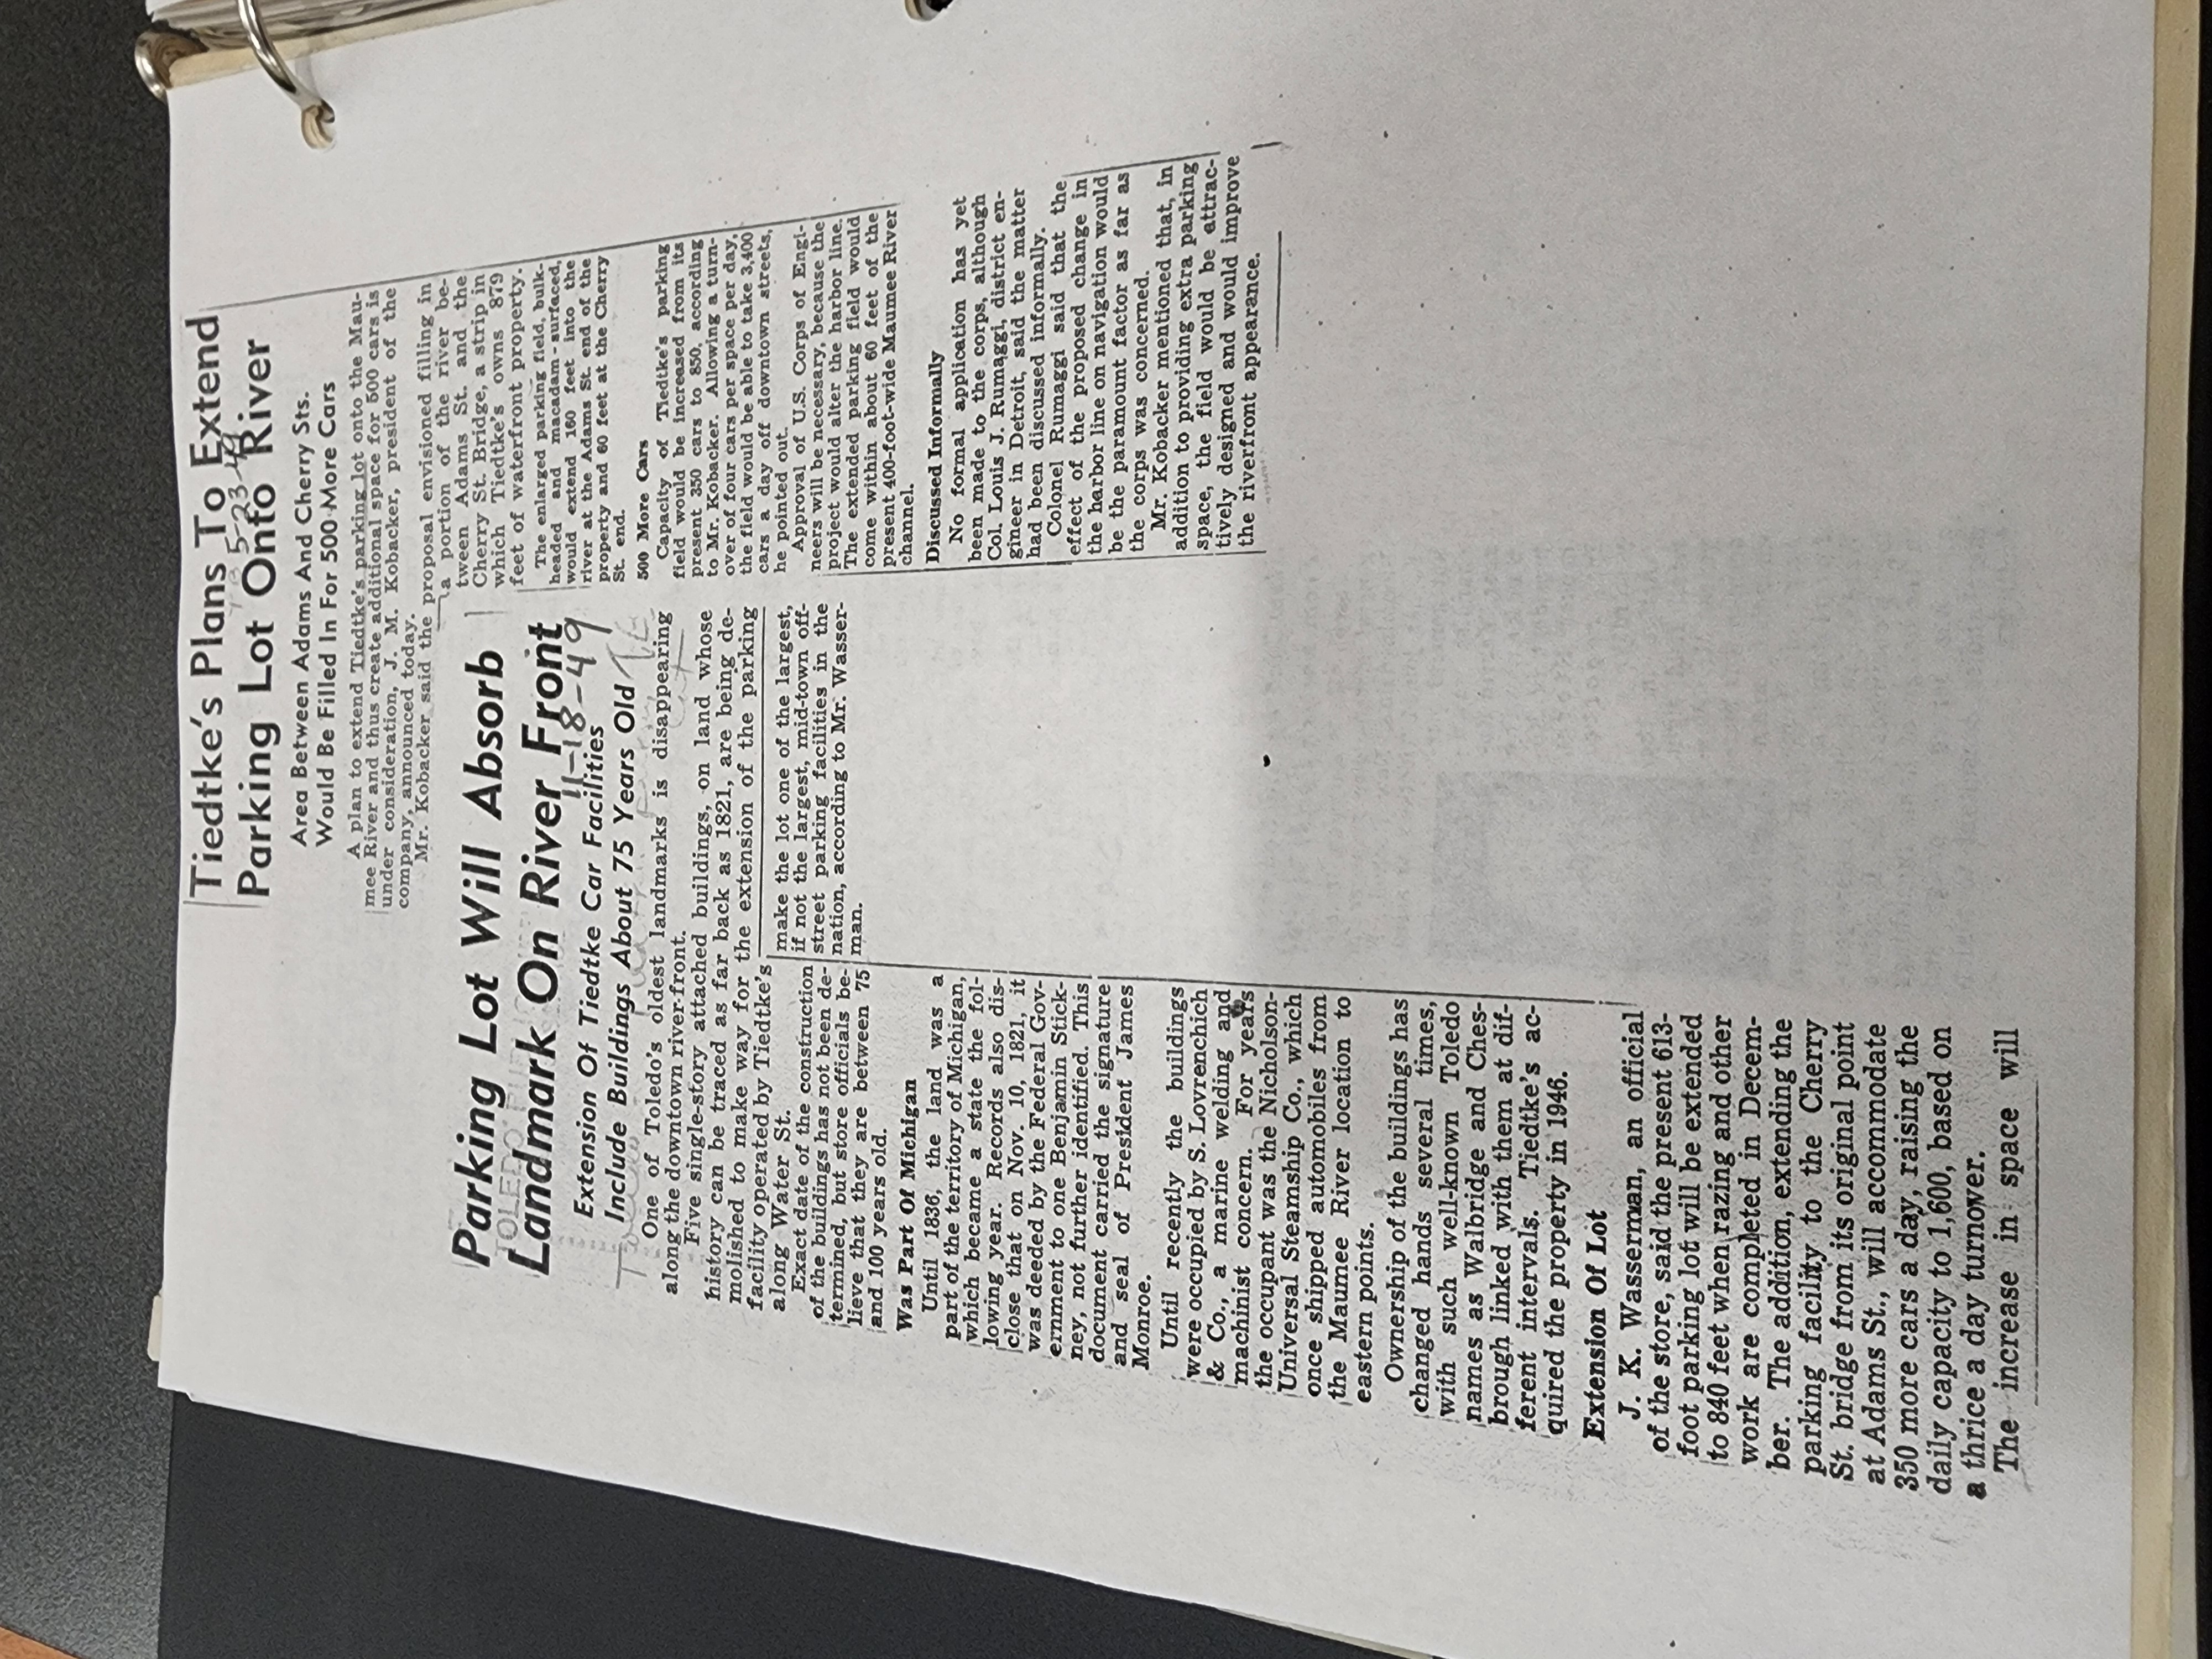 Tiedtke's Plans To Extend
Parking Lot Onto River
5-23-49
Area Between Adams And Cherry Sts.
Would Be Filled In For 500 More Cars
A plan to extend Tiedtke's parking lot onto the Mau-
mee River and thus create additional space for 500 cars is
under consideration, J. M. Kobacker, president of the
company, announced today.
Mr. Kobacker said the proposal envisioned filling in
a portion of the river be-
tween Adams St. and the
Cherry St. Bridge, a strip in
which Tiedtke's owns 879
feet of waterfront property.
The enlarged parking field, bulk-
headed and macadam-surfaced,
would extend 160 feet into the
river at the Adams St. end of the
property and 60 feet at the Cherry
St. end.
500 More Cars
Capacity of Tiedtke's parking
field would be increased from its
present 350 cars to 850, according
to Mr. Kobacker. Allowing a turn-
over of four cars per space per day,
the field would be able to take 3,400
cars a day off downtown streets,
he pointed out.
Approval of U.S. Corps of Engi-
neers will be necessary, because the
project would alter the harbor line.
The extended parking field would
come within about 60 feet of the
present 400-foot-wide Maumee River
channel.
Discussed Informally
No formal application has yet
been made to the corps, although
Col. Louis J. Rumaggi, district en-
gineer in Detroit, said the matter
had been discussed informally.
Colonel Rumaggi said that the
effect of the proposed change in
the harbor line on navigation would
be the paramount factor as far as
the corps was concerned.
Mr. Kobacker mentioned that, in
addition to providing extra parking
space, the field would be attrac-
tively designed and would improve
the riverfront appearance.
Parking Lot Will Absorb
Landmark On River Front
11-18-49
Extension Of Tiedtke Car Facilities
Include Buildings About 75 Years Old
One of Toledo's oldest landmarks is disappearing
along the downtown river-front.
Five single-story attached buildings, on land whose
history can be traced as far back as 1821, are being de-
molished to make way for the extension of the parking
facility operated by Tiedtke's
along Water St.
Exact date of the construction
of the buildings has not been de-
termined, but store officials be-
lieve that they are between 75
and 100 years old.
Was Part Of Michigan
Until 1836, the land was a
part of the territory of Michigan,
which became a state the fol-
lowing year. Records also dis-
close that on Nov. 10, 1821, it
was deeded by the Federal Gov-
ernment to one Benjamin Stick-
ney, not further identified. This
document carried the signature
and seal of President James
Monroe.
Until recently the buildings
were occupied by S. Lovrenchich
& Co., a marine welding and
machinist concern. For years
the occupant was the Nicholson-
Universal Steamship Co., which
once shipped automobiles from
the Maumee River location to
eastern points.
Ownership of the buildings has
changed hands several times,
with such well-known Toledo
names as Walbridge and Ches-
brough linked with them at dif-
ferent intervals. Tiedtke's ac-
quired the property in 1946.
Extension Of Lot
J. K. Wasserman, an official
of the store, said the present 613-
foot parking lot will be extended
to 840 feet when razing and other
work are completed in Decem-
ber. The addition, extending the
parking facility to the Cherry
St. bridge from its original point
at Adams St., will accommodate
350 more cars a day, raising the
daily capacity to 1,600, based on
a thrice a day turnover.
The increase in space will
make the lot one of the largest,
if not the largest, mid-town off-
street parking facilities in the
nation, according to Mr. Wasser-
man.